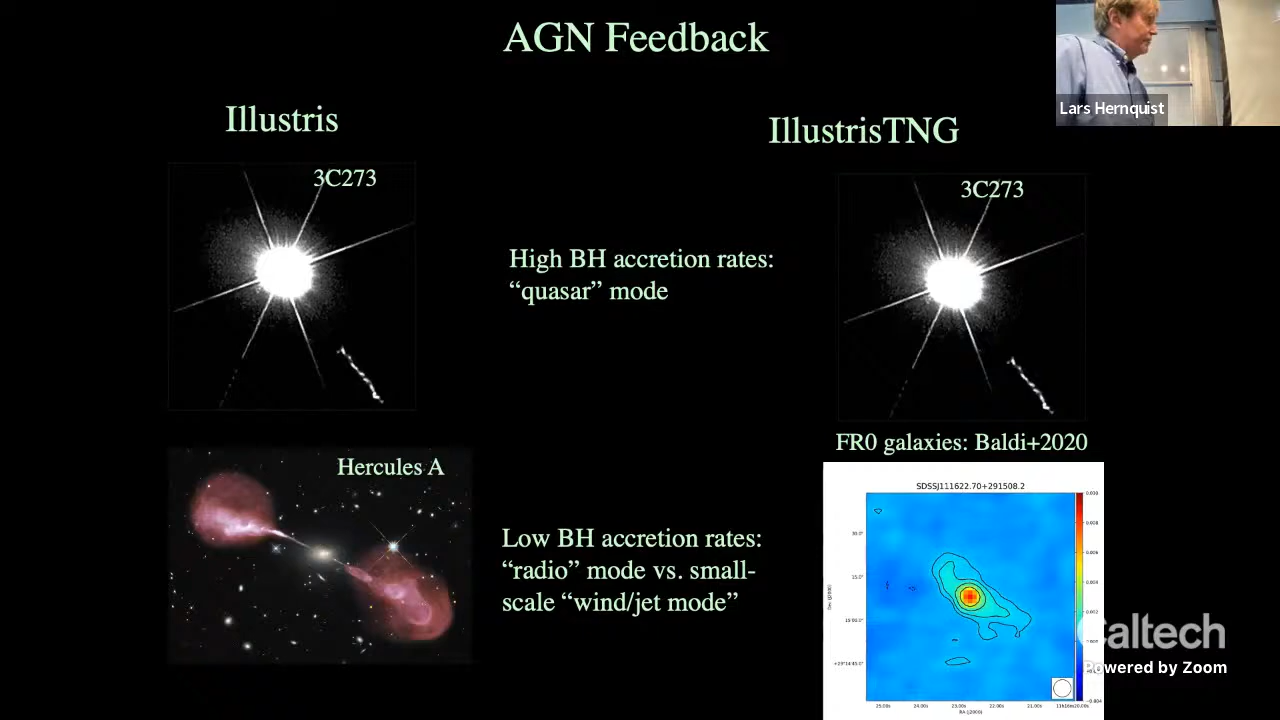 AGN Feedback
Lars Hernquist
Illustris
IllustrisTNG
3C273
3C273
High BH accretion rates:
“quasar” mode
FR0 galaxies: Baldi+2020
Hercules A
SDSSJ111622.70+291508.2
Low BH accretion rates:
“radio” mode vs. small-
scale “wind/jet mode”
Caltech
Powered by Zoom
RA (J2000)